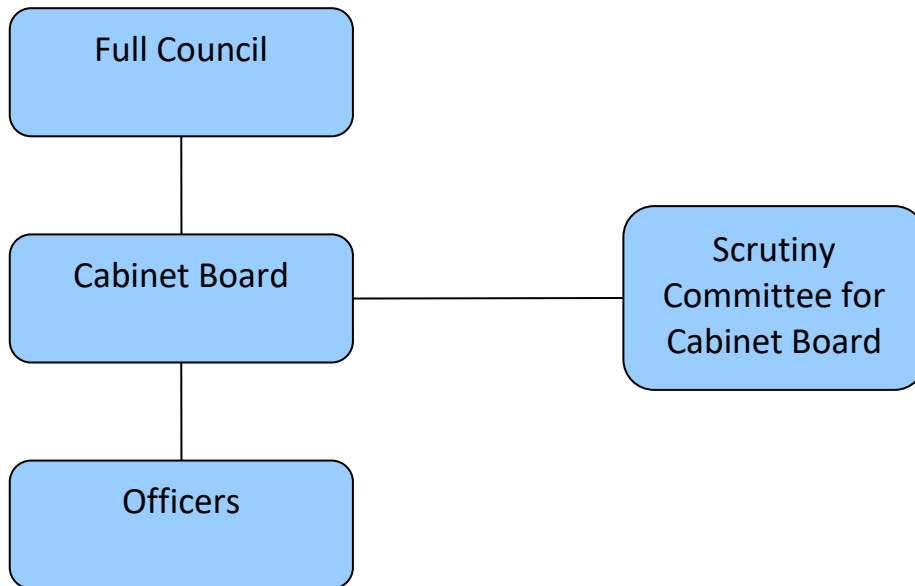 Full Council
Cabinet Board
Scrutiny
Committee for
Cabinet Board
Officers